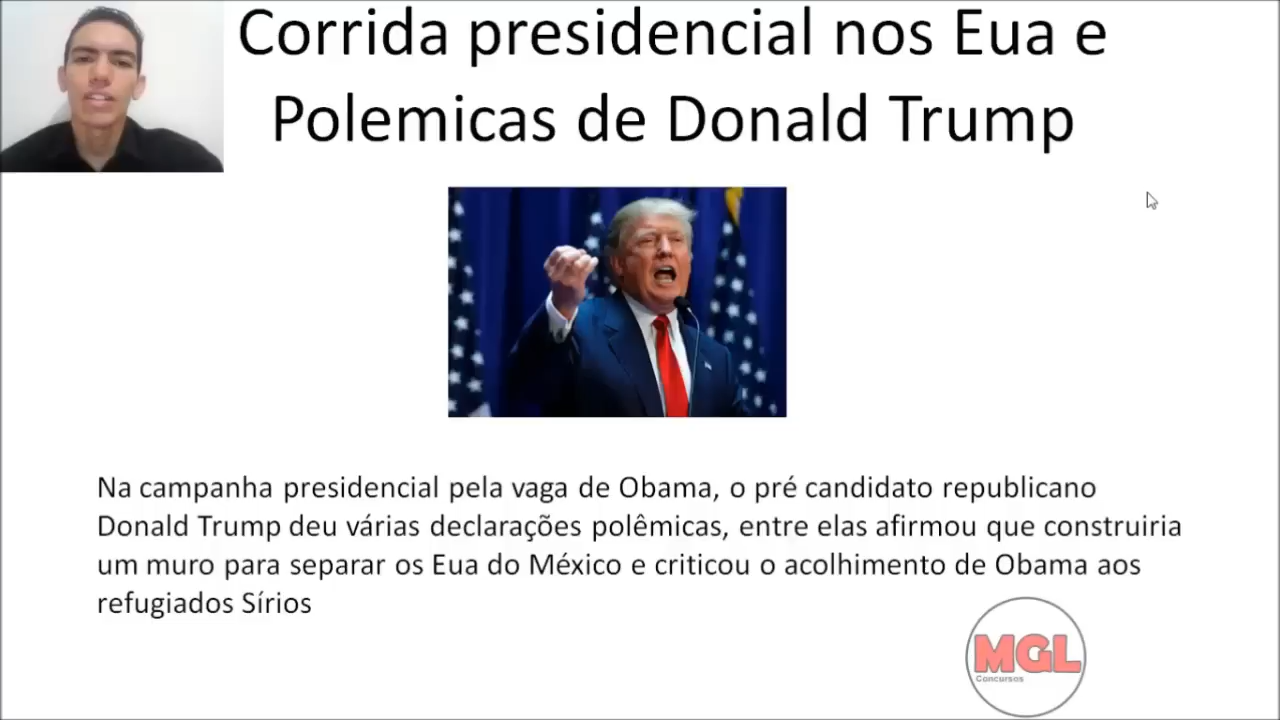 Corrida presidencial nos Eua e
Polemicas de Donald Trump
Na campanha presidencial pela vaga de Obama, o pré candidato republicano
Donald Trump deu várias declarações polêmicas, entre elas afirmou que construiria
um muro para separar os Eua do México e criticou o acolhimento de Obama aos
refugiados Sírios
MGL
Concursos